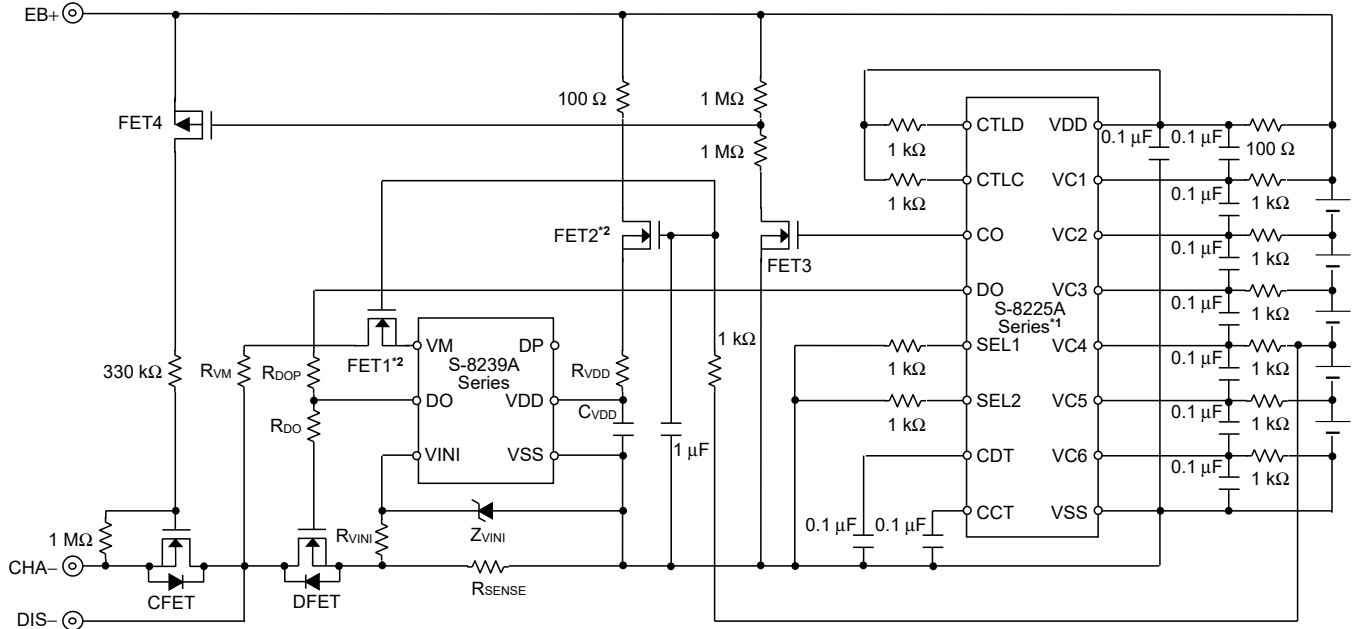 EB+
FET4
100 Ω
1 MΩ
1 MΩ
FET2*2
FET3
CTLD
VDD
CTLC
VC1
CO
VC2
DO
VC3
S-8225A
Series*1
SEL1
VC4
SEL2
VC5
CDT
VC6
CCT
VSS
1 kΩ
1 kΩ
1 kΩ
1 kΩ
0.1 μF
0.1 μF
100 Ω
0.1 μF
1 kΩ
0.1 μF
1 kΩ
0.1 μF
1 kΩ
0.1 μF
1 kΩ
0.1 μF
1 kΩ
0.1 μF
1 kΩ
0.1 μF
0.1 μF
330 kΩ
RVM
FET1*2
RDOP
RDO
VM
DP
S-8239A
Series
DO
VDD
VINI
VSS
RVDD
CVDD
1 kΩ
1 μF
RVINI
ZVINI
RSENSE
1 MΩ
CHA−
CFET
DFET
DIS−